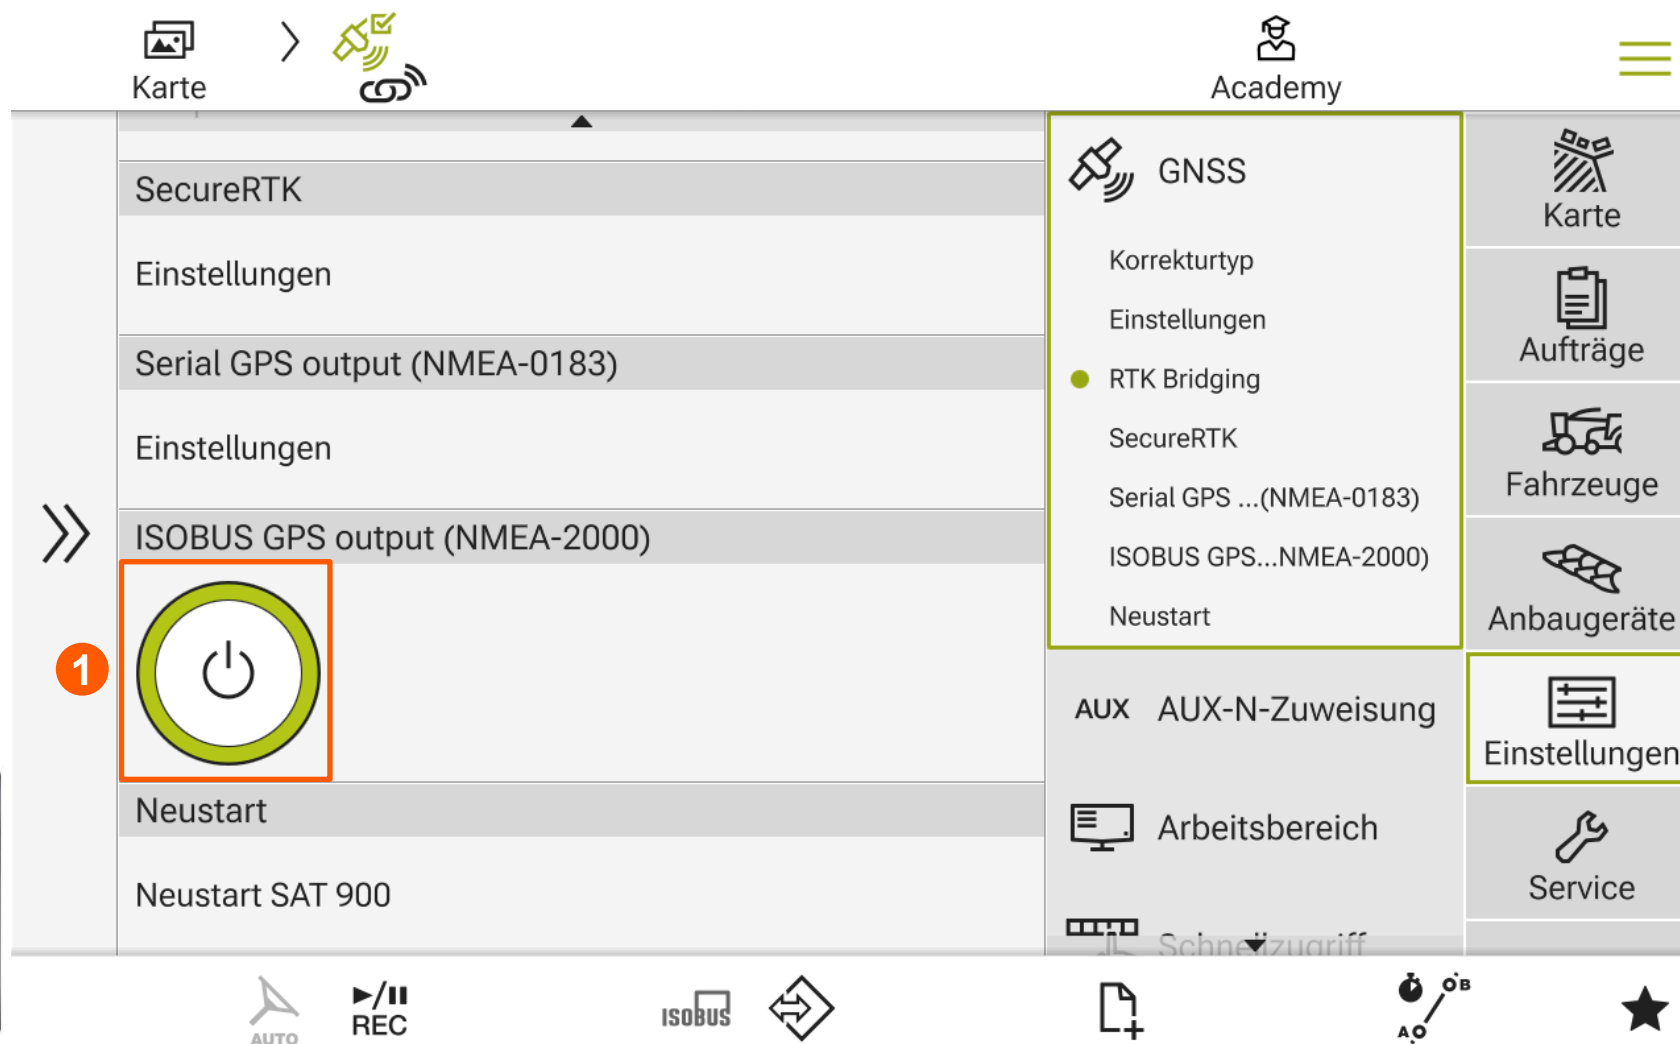 Karte
Academy
SecureRTK
Einstellungen
Serial GPS output (NMEA-0183)
Einstellungen
ISOBUS GPS output (NMEA-2000)
1
Neustart
Neustart SAT 900
GNSS
Korrekturtyp
Einstellungen
RTK Bridging
SecureRTK
Serial GPS ...(NMEA-0183)
ISOBUS GPS...NMEA-2000)
Neustart
AUX AUX-N-Zuweisung
Arbeitsbereich
Schnellzugriff
Karte
Aufträge
Fahrzeuge
Anbaugeräte
Einstellungen
Service
AUTO
REC
ISOBUS
A B